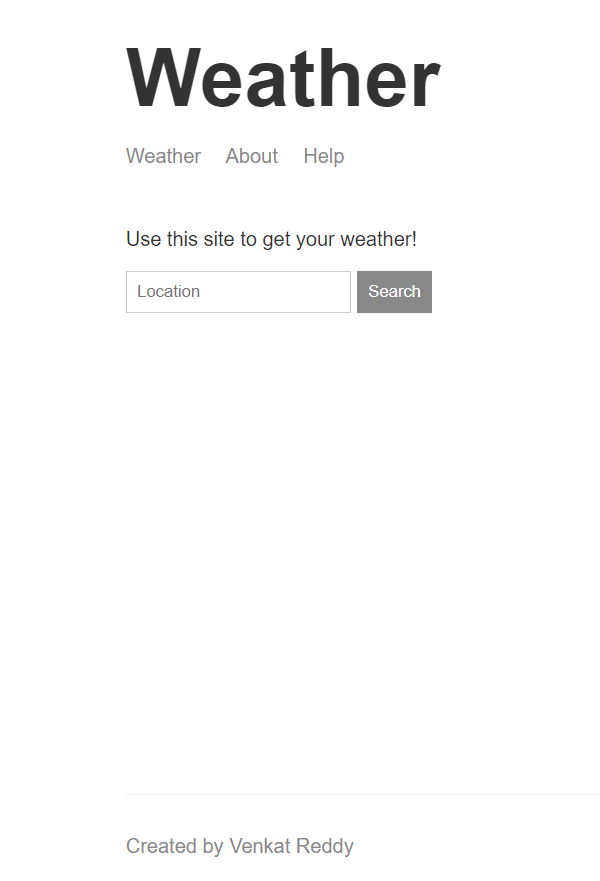 Weather
Weather About Help
Use this site to get your weather!
Location Search
Created by Venkat Reddy